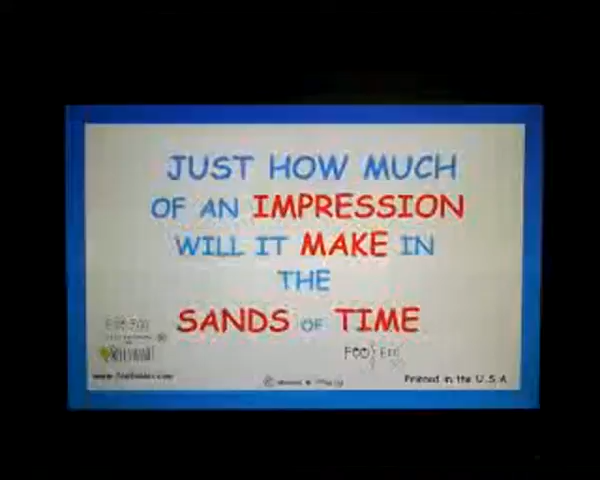 JUST HOW MUCH
OF AN IMPRESSION
WILL IT MAKE IN
THE
SANDS OF TIME
Printed in the U.S.A